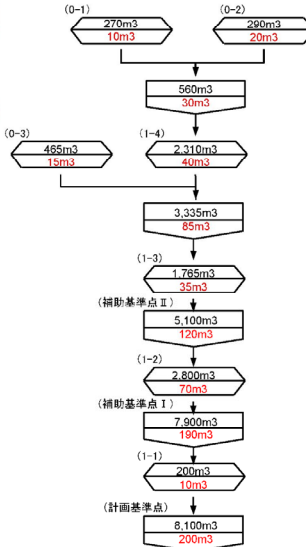 (0-1)
(0-2)
270m3
290m3
10m3
20m3
560m3
30m3
(0-3)
(1-4)
465m3
2,310m3
15m3
40m3
3,335m3
85m3
(1-3)
1,765m3
35m3
(補助基準点Ⅱ)
5,100m3
120m3
(1-2)
2,800m3
70m3
(補助基準点Ⅰ)
7,900m3
190m3
(1-1)
200m3
10m3
(計画基準点)
8,100m3
200m3